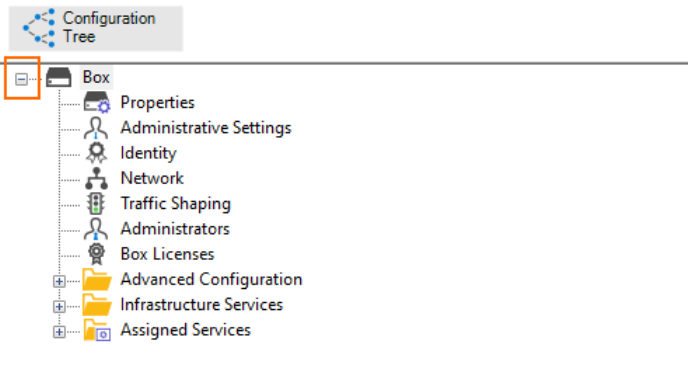 Configuration
Tree
Box
Properties
Administrative Settings
Identity
Network
Traffic Shaping
Administrators
Box Licenses
Advanced Configuration
Infrastructure Services
Assigned Services